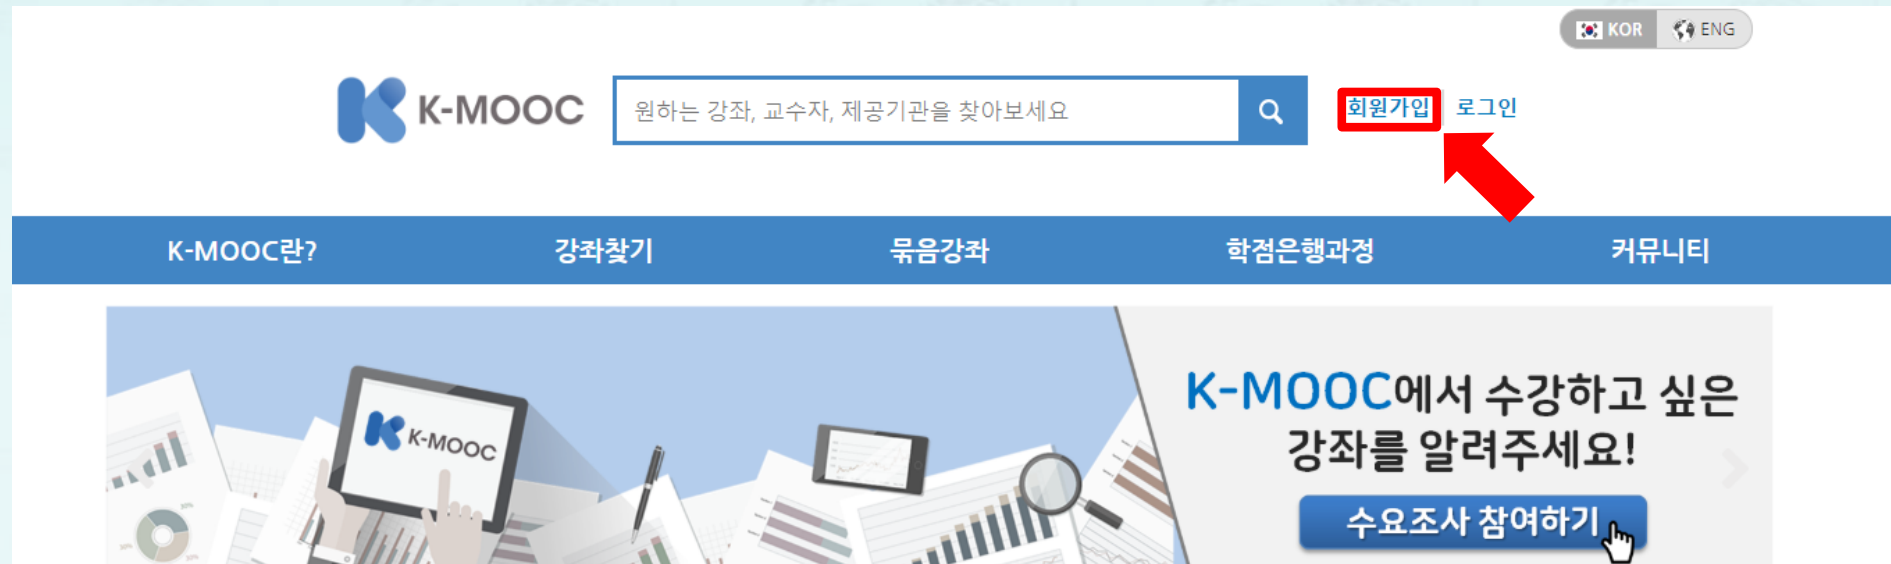 KOR ENG
K-MOOC
원하는 강좌, 교수자, 제공기관을 찾아보세요
회원가입 로그인
K-MOOC란? 강좌찾기 묶음강좌 학점은행과정 커뮤니티
K-MOOC
K-MOOC에서 수강하고 싶은
강좌를 알려주세요!
수요조사 참여하기
30%
30%
30%